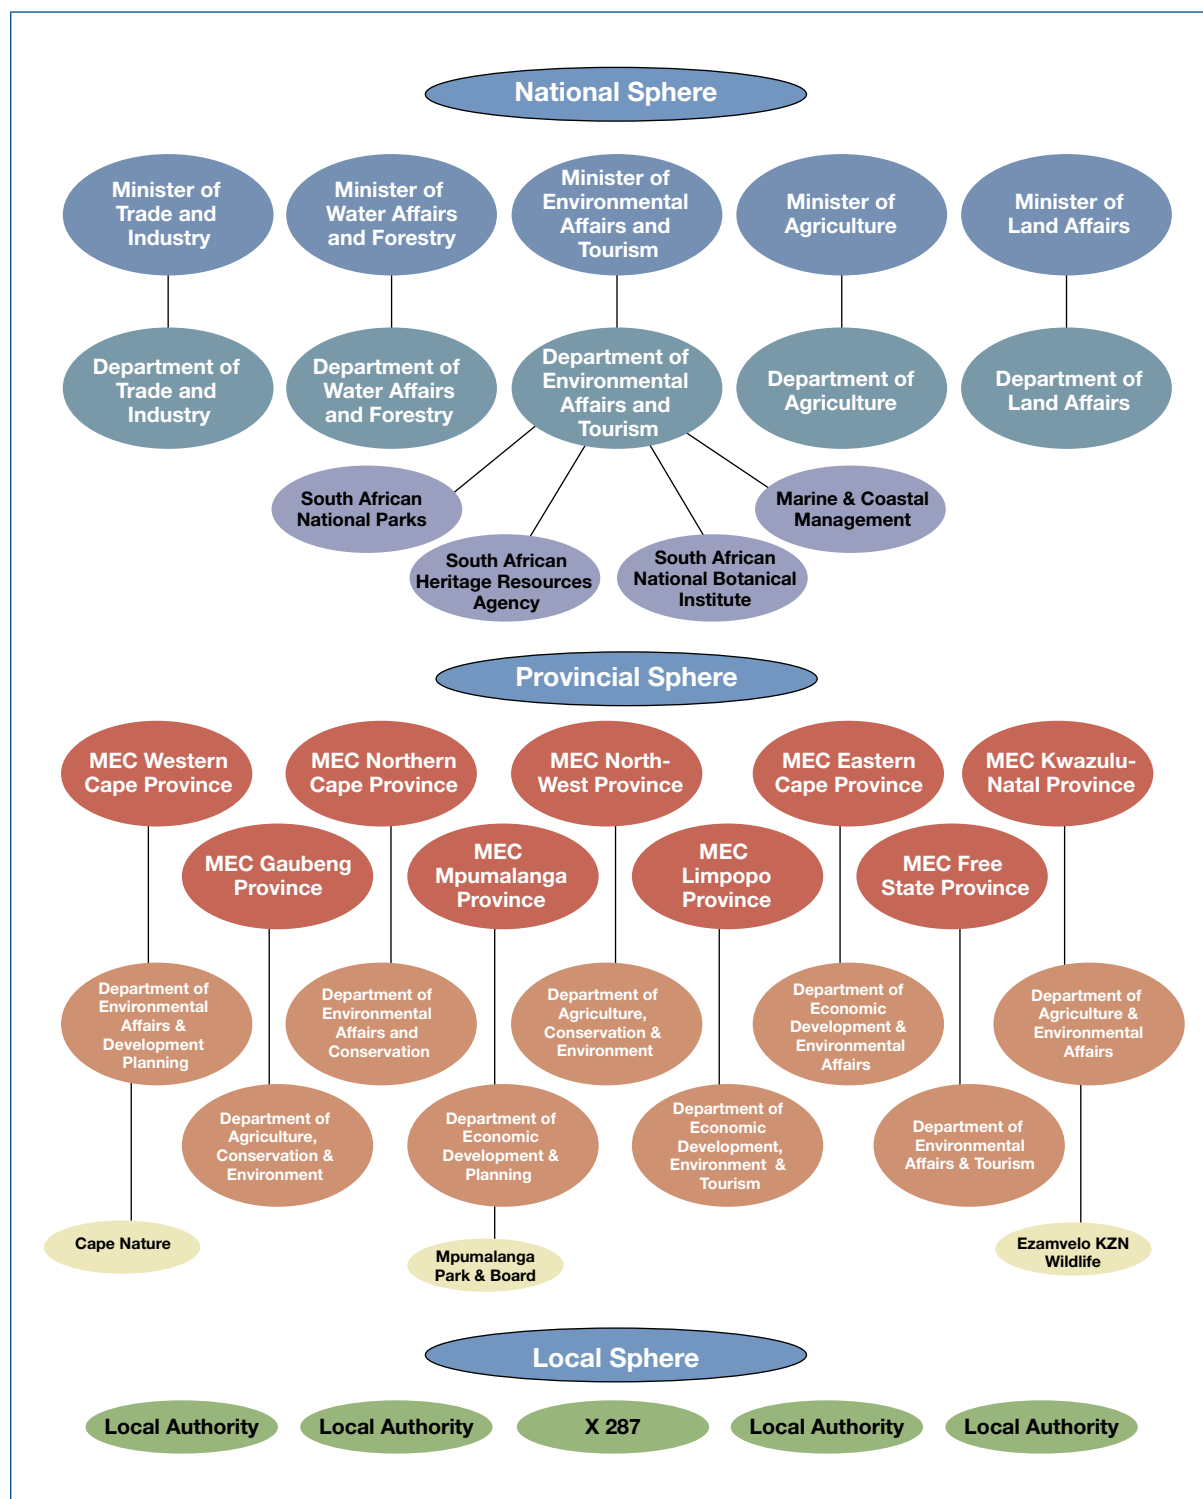 National Sphere
Minister of
Trade and
Industry
Minister of
Water Affairs
and Forestry
Minister of
Environmental
Affairs and
Tourism
Minister of
Agriculture
Minister of
Land Affairs
Department of
Trade and
Industry
Department of
Water Affairs
and Forestry
Department of
Environmental
Affairs and
Tourism
Department of
Agriculture
Department of
Land Affairs
South African
National Parks
South African
Heritage Resources
Agency
South African
National Botanical
Institute
Marine & Coastal
Management
Provincial Sphere
MEC Western
Cape Province
MEC Northern
Cape Province
MEC North-
West Province
MEC Eastern
Cape Province
MEC Kwazulu-
Natal Province
MEC Gaubeng
Province
MEC
Mpumalanga
Province
MEC
Limpopo
Province
MEC Free
State Province
Department of
Environmental
Affairs &
Development
Planning
Department of
Environmental
Affairs and
Conservation
Department of
Agriculture,
Conservation &
Environment
Department of
Economic
Development &
Environmental
Affairs
Department of
Agriculture &
Environmental
Affairs
Department of
Agriculture,
Conservation &
Environment
Department of
Economic
Development &
Planning
Department of
Economic
Development,
Environment &
Tourism
Department of
Environmental
Affairs & Tourism
Cape Nature
Mpumalanga
Park & Board
Ezamvelo KZN
Wildlife
Local Sphere
Local Authority
Local Authority
X 287
Local Authority
Local Authority